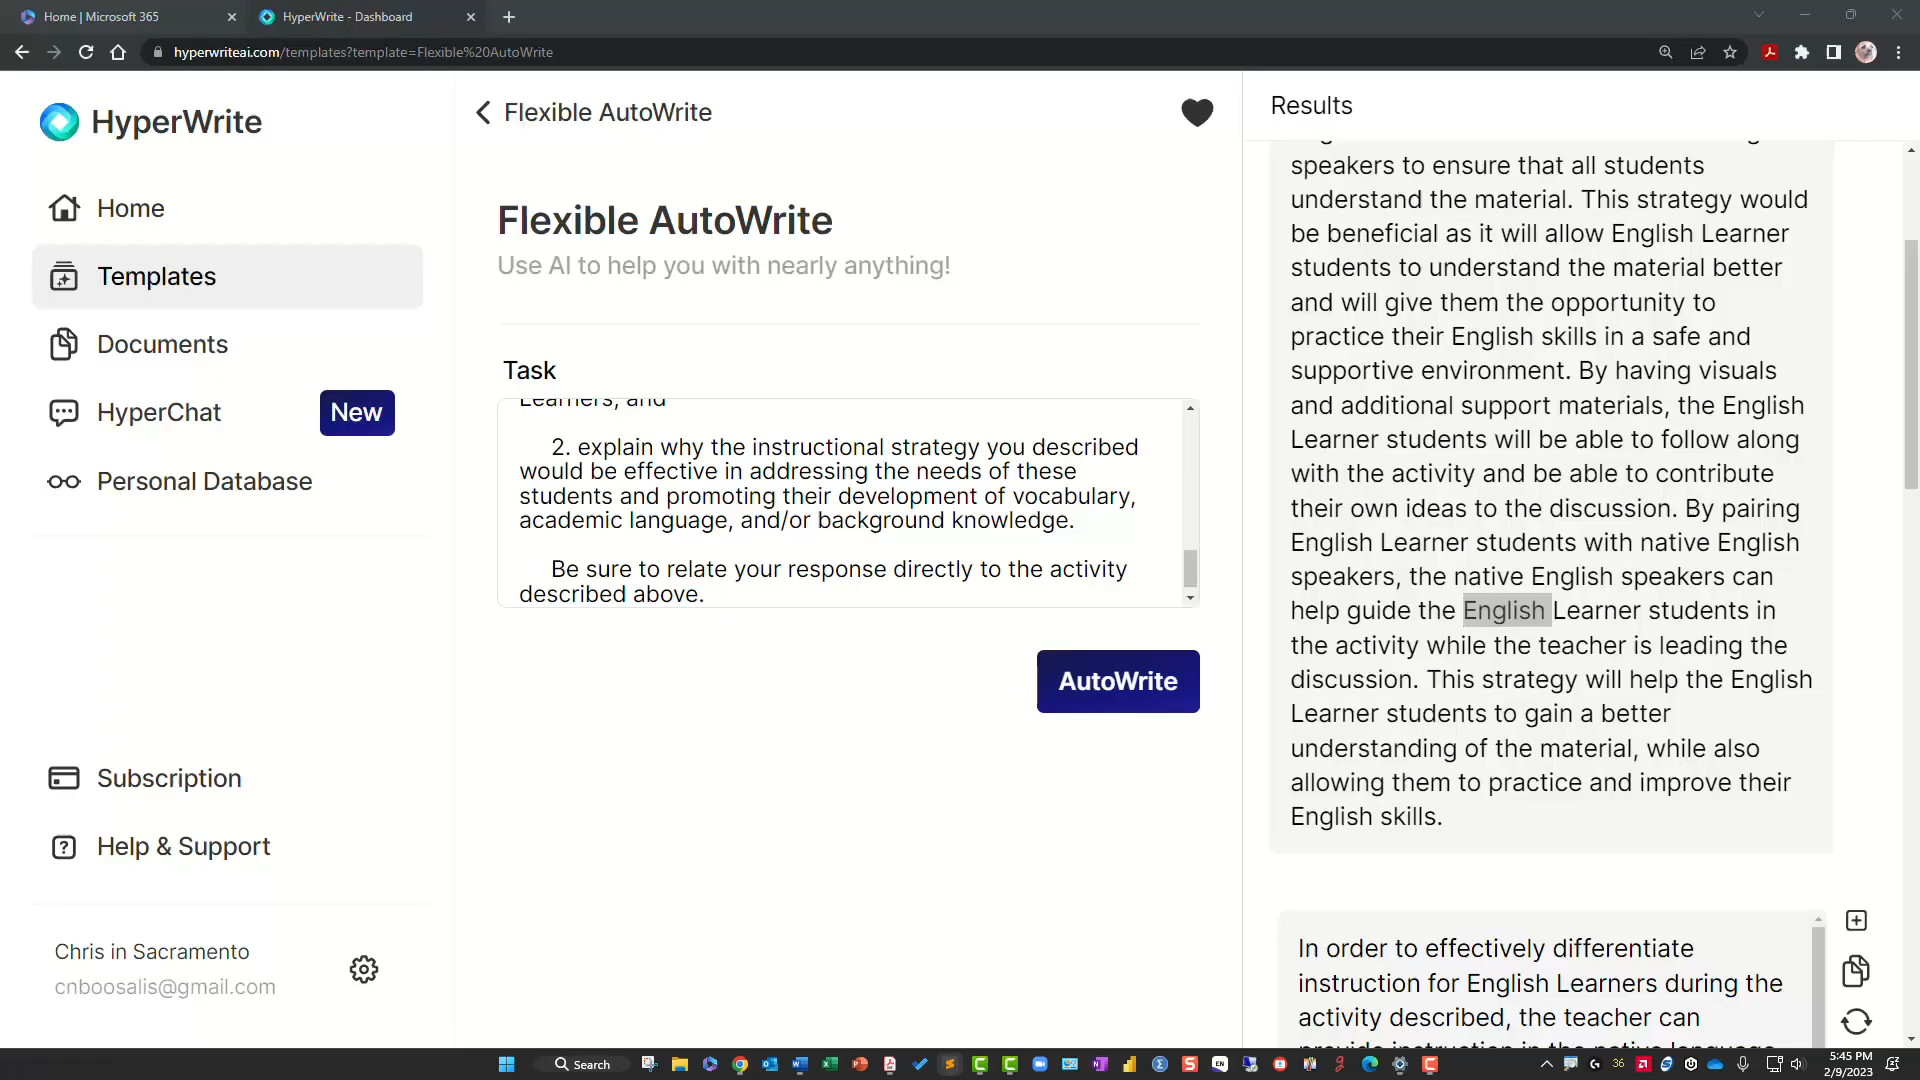 Home | Microsoft 365
HyperWrite - Dashboard
hyperwriteai.com/templates?template=Flexible%20AutoWrite
HyperWrite
Home
Templates
Documents
HyperChat
New
Personal Database
Subscription
Help & Support
Chris in Sacramento
cnboosalis@gmail.com
Flexible AutoWrite
Flexible AutoWrite
Use AI to help you with nearly anything!
Task
Learners, and
2. explain why the instructional strategy you described
would be effective in addressing the needs of these
students and promoting their development of vocabulary,
academic language, and/or background knowledge.
Be sure to relate your response directly to the activity
described above.
AutoWrite
Results
speakers to ensure that all students
understand the material. This strategy would
be beneficial as it will allow English Learner
students to understand the material better
and will give them the opportunity to
practice their English skills in a safe and
supportive environment. By having visuals
and additional support materials, the English
Learner students will be able to follow along
with the activity and be able to contribute
their own ideas to the discussion. By pairing
English Learner students with native English
speakers, the native English speakers can
help guide the English Learner students in
the activity while the teacher is leading the
discussion. This strategy will help the English
Learner students to gain a better
understanding of the material, while also
allowing them to practice and improve their
English skills.
In order to effectively differentiate
instruction for English Learners during the
activity described, the teacher can
provide instruction in the native language
Search
36
5:45 PM
2/9/2023